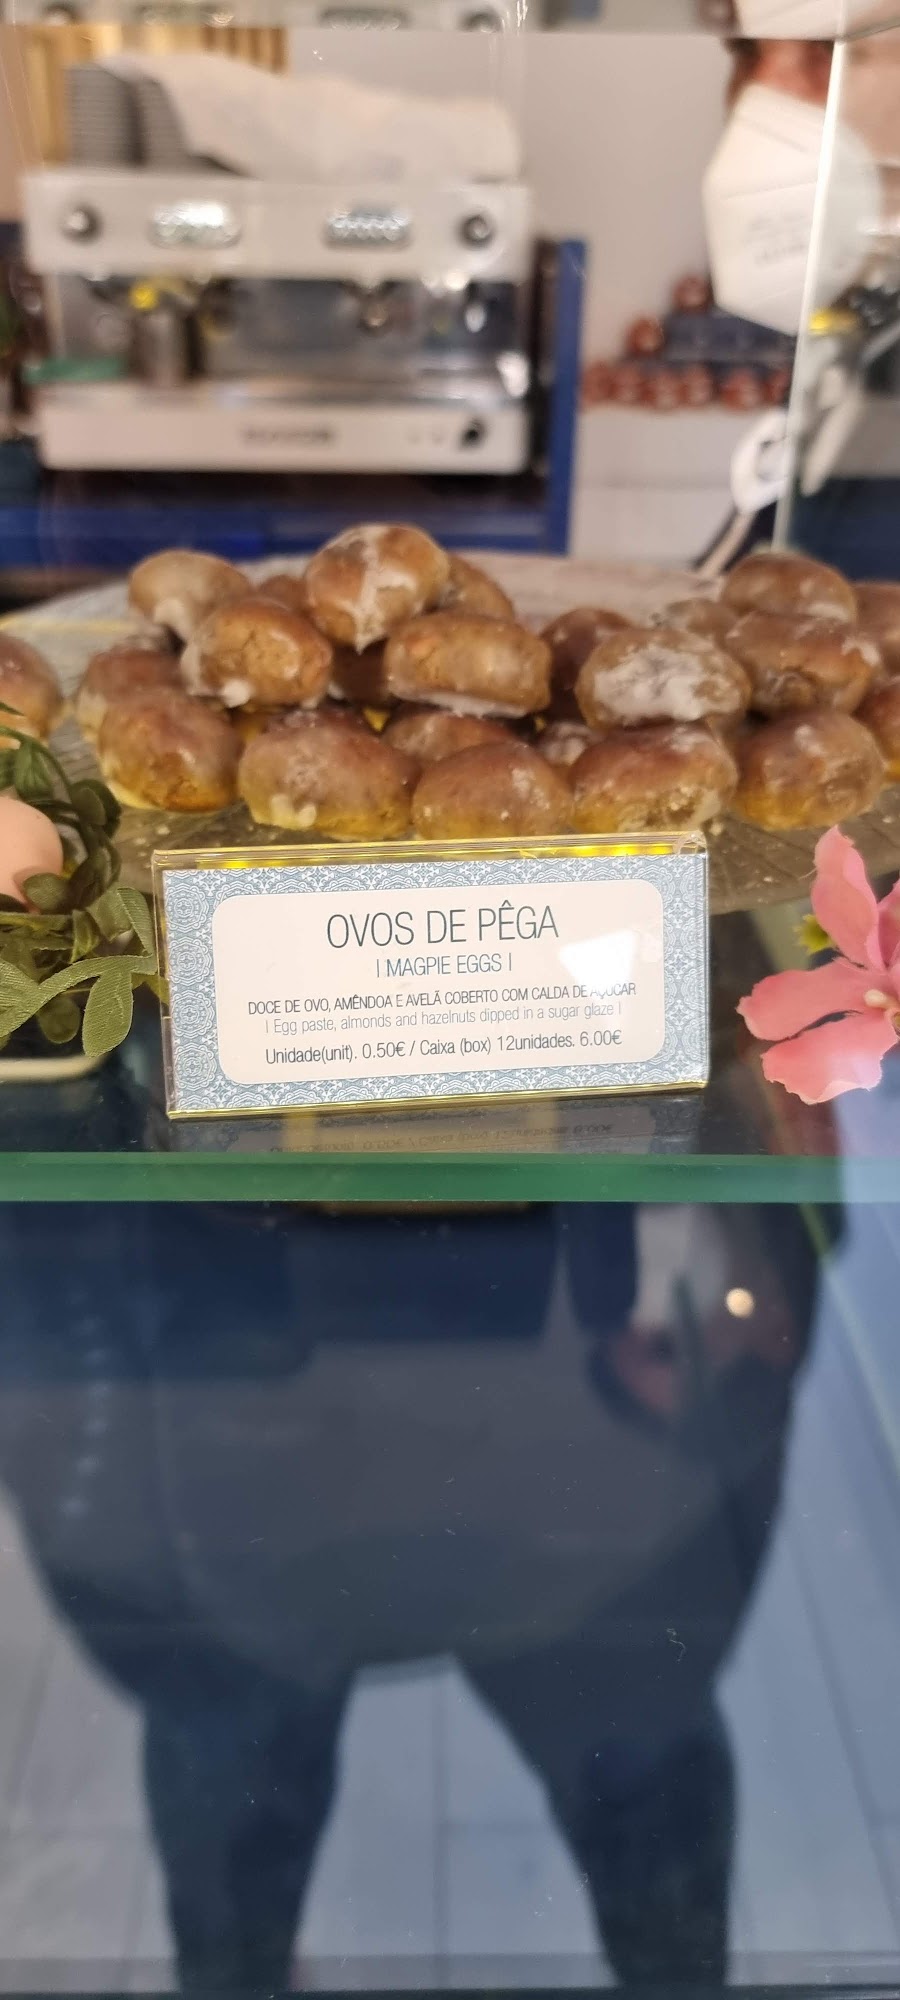 OVOS DE PÊGA
| MAGPIE EGGS |
DOCE DE OVO, AMÊNDOA E AVELÃ COBERTO COM CALDA DE AÇUCAR
| Egg paste, almonds and hazelnuts dipped in a sugar glaze |
Unidade(unit). 0.50€ / Caixa (box) 12unidades. 6.00€